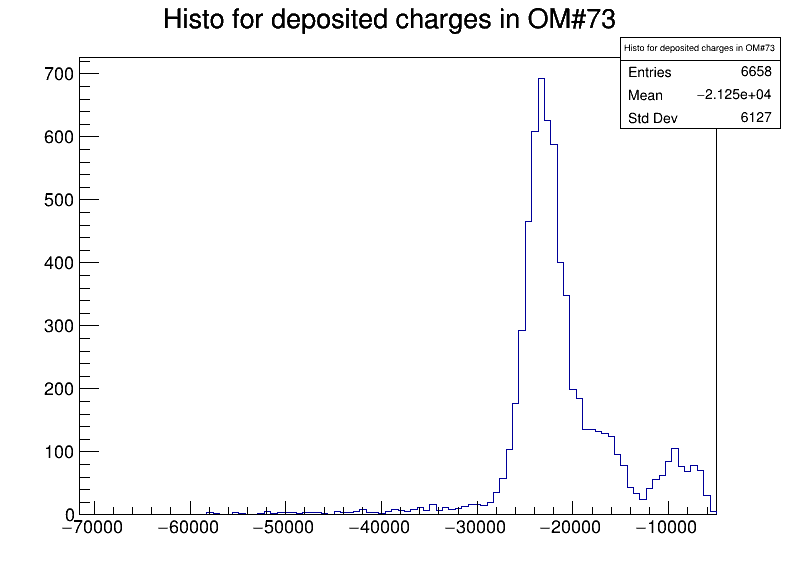 Histo for deposited charges in OM#73
Histo for deposited charges in OM#73
Entries 6658
Mean −2.125e+04
Std Dev 6127
700
600
500
400
300
200
100
0
−70000 −60000 −50000 −40000 −30000 −20000 −10000